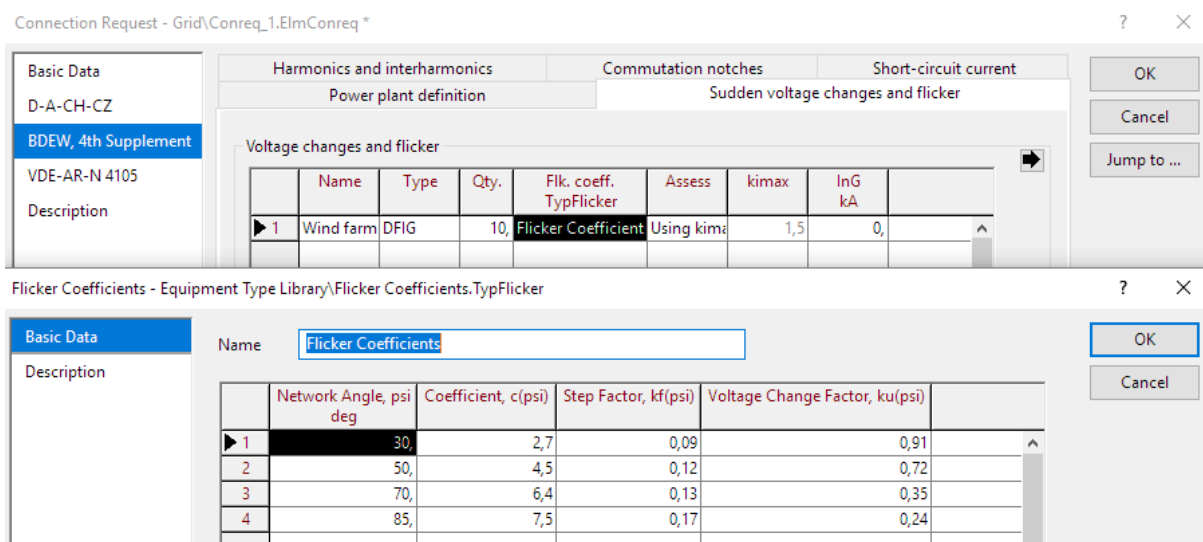 Connection Request - Grid\Conreq_1.ElmConreq *
? ×
Basic Data
D-A-CH-CZ
BDEW, 4th Supplement
VDE-AR-N 4105
Description
Harmonics and interharmonics Commutation notches Short-circuit current
Power plant definition Sudden voltage changes and flicker
OK
Cancel
Jump to ...
Voltage changes and flicker
Name Type Qty. Flk. coeff. Assess kimax InG
TypFlicker kA
1 Wind farm DFIG 10, Flicker Coefficient Using kima 1,5 0,
Flicker Coefficients - Equipment Type Library\Flicker Coefficients.TypFlicker
? ×
Basic Data
Description
Name Flicker Coefficients
OK
Cancel
Network Angle, psi Coefficient, c(psi) Step Factor, kf(psi) Voltage Change Factor, ku(psi)
deg
1 30, 2,7 0,09 0,91
2 50, 4,5 0,12 0,72
3 70, 6,4 0,13 0,35
4 85, 7,5 0,17 0,24